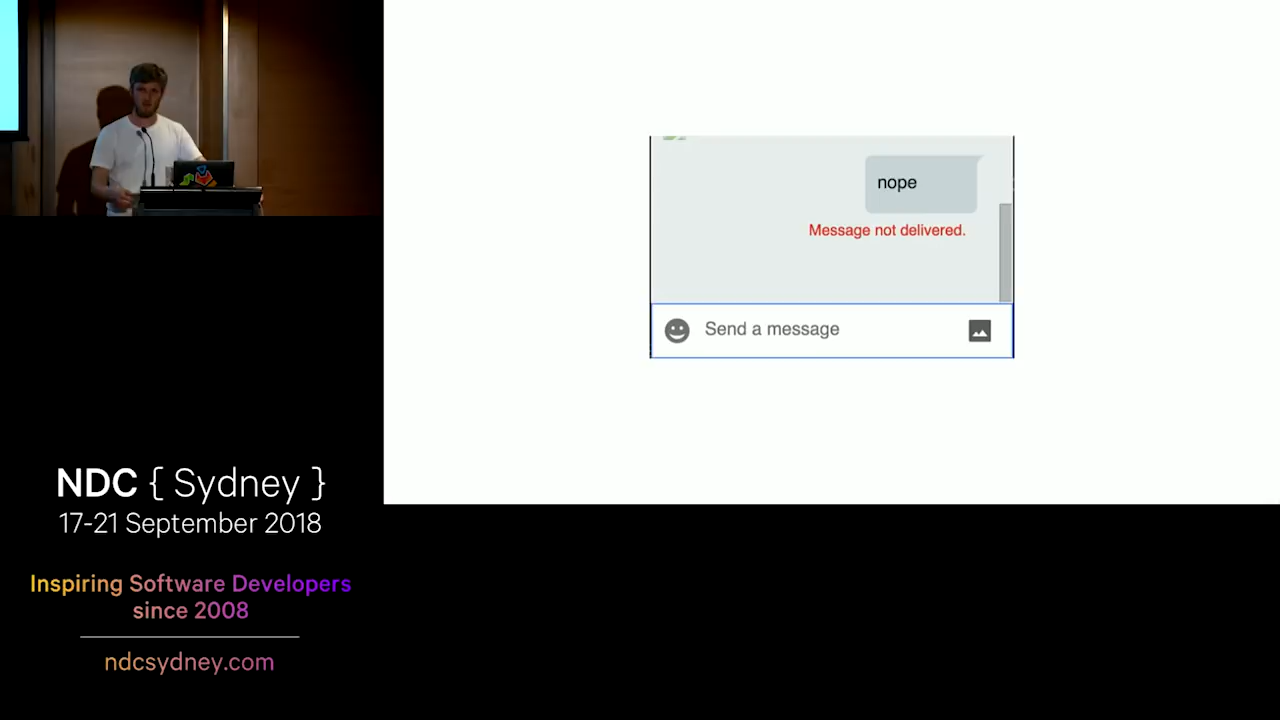 nope
Message not delivered.
Send a message
NDC { Sydney }
17-21 September 2018
Inspiring Software Developers
since 2008
ndcsydney.com